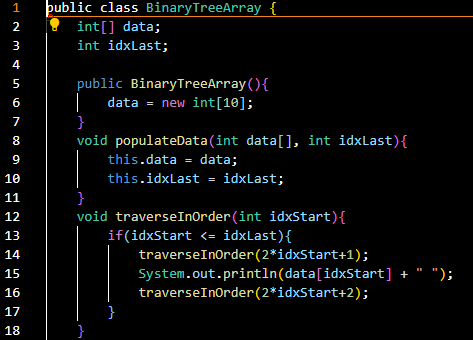 1 public class BinaryTreeArray {
2 int[] data;
3 int idxLast;
4
5 public BinaryTreeArray(){
6 data = new int[10];
7 }
8 void populateData(int data[], int idxLast){
9 this.data = data;
10 this.idxLast = idxLast;
11 }
12 void traverseInOrder(int idxStart){
13 if(idxStart <= idxLast){
14 traverseInOrder(2*idxStart+1);
15 System.out.println(data[idxStart] + " ");
16 traverseInOrder(2*idxStart+2);
17 }
18 }